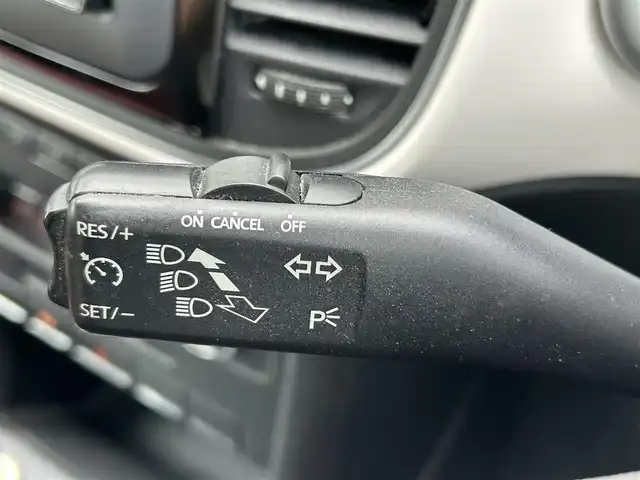 ON CANCEL OFF
RES/+
SET/-
P